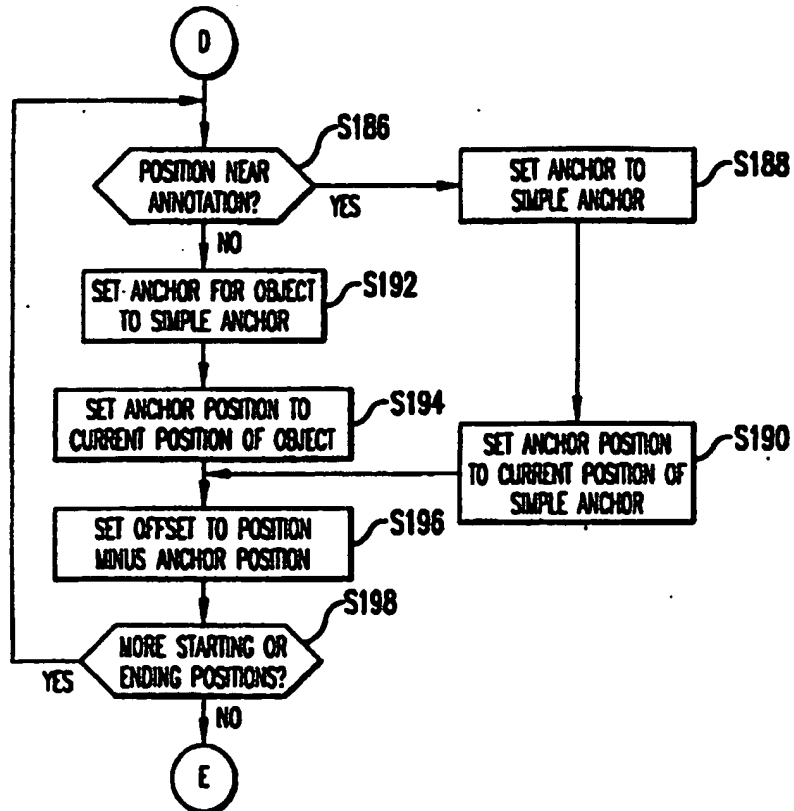 D
S186
POSITION NEAR
ANNOTATION?
YES
SET ANCHOR TO
SIMPLE ANCHOR
S188
NO
SET ANCHOR FOR OBJECT
TO SIMPLE ANCHOR
S192
SET ANCHOR POSITION TO
CURRENT POSITION OF OBJECT
S194
SET ANCHOR POSITION
TO CURRENT POSITION OF
SIMPLE ANCHOR
S190
SET OFFSET TO POSITION
MINUS ANCHOR POSITION
S196
S198
MORE STARTING OR
ENDING POSITIONS?
YES
NO
E